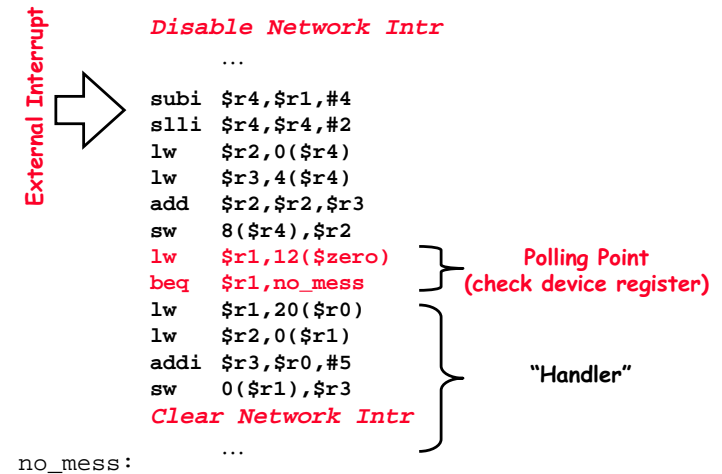 External Interrupt
Disable Network Intr
…
subi $r4,$r1,#4
slli $r4,$r4,#2
lw $r2,0($r4)
lw $r3,4($r4)
add $r2,$r2,$r3
sw 8($r4),$r2
lw $r1,12($zero)
beq $r1,no_mess
Polling Point
(check device register)
lw $r1,20($r0)
lw $r2,0($r1)
addi $r3,$r0,#5
sw 0($r1),$r3
"Handler"
Clear Network Intr
no_mess: …